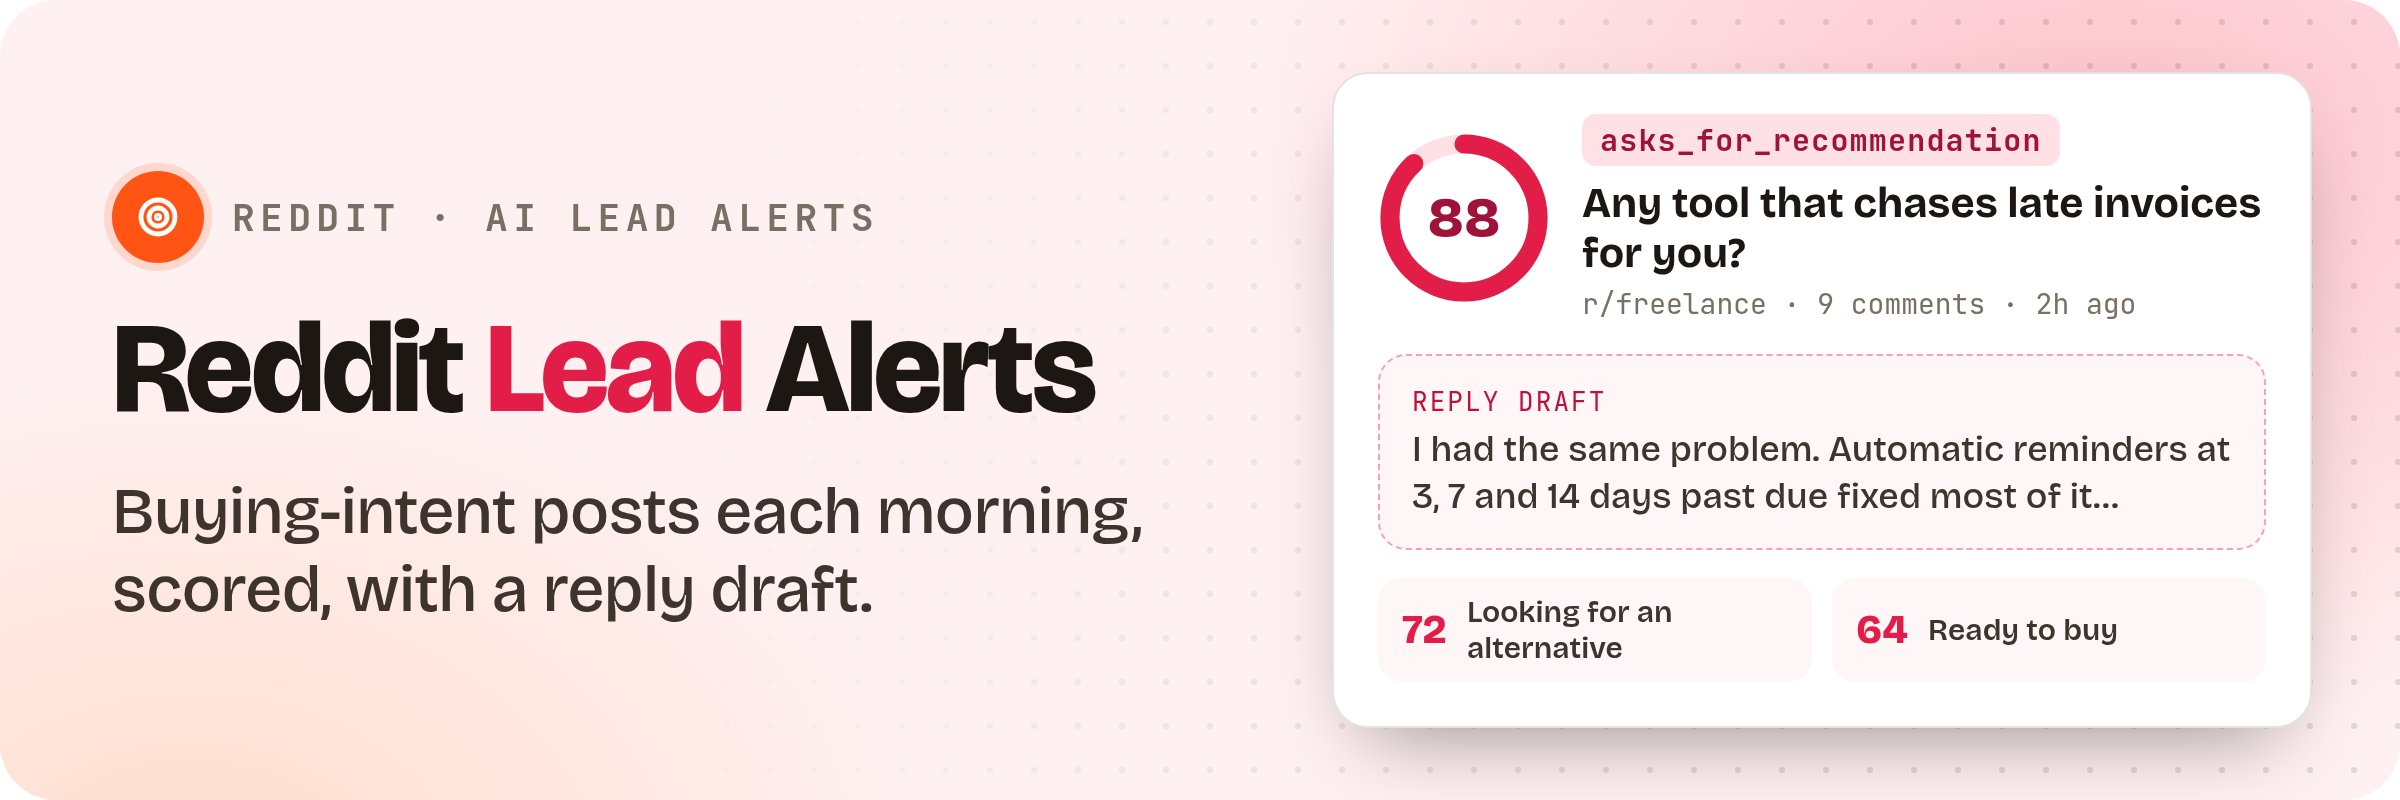 REDDIT · AI LEAD ALERTS
Reddit Lead Alerts
Buying-intent posts each morning,
scored, with a reply draft.
88
asks_for_recommendation
Any tool that chases late invoices
for you?
r/freelance · 9 comments · 2h ago
REPLY DRAFT
I had the same problem. Automatic reminders at
3, 7 and 14 days past due fixed most of it...
72 Looking for an
alternative
64 Ready to buy